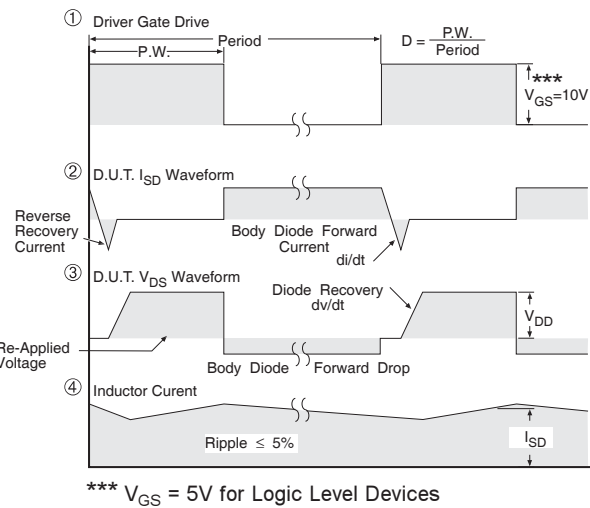 ① Driver Gate Drive
P.W.
Period
D = P.W.
Period
***
VGS=10V
② D.U.T. ISD Waveform
Reverse
Recovery
Current
Body Diode Forward
Current
di/dt
③ D.U.T. VDS Waveform
Diode Recovery
dv/dt
VDD
Re-Applied
Voltage
Body Diode Forward Drop
④ Inductor Curent
Ripple ≤ 5%
ISD
*** VGS = 5V for Logic Level Devices